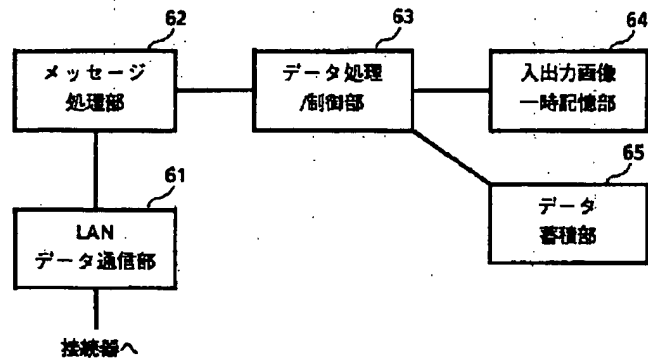 62
メッセージ
処理部
63
データ処理
/制御部
64
入出力画像
一時記憶部
65
データ
蓄積部
61
LAN
データ通信部
接続器へ